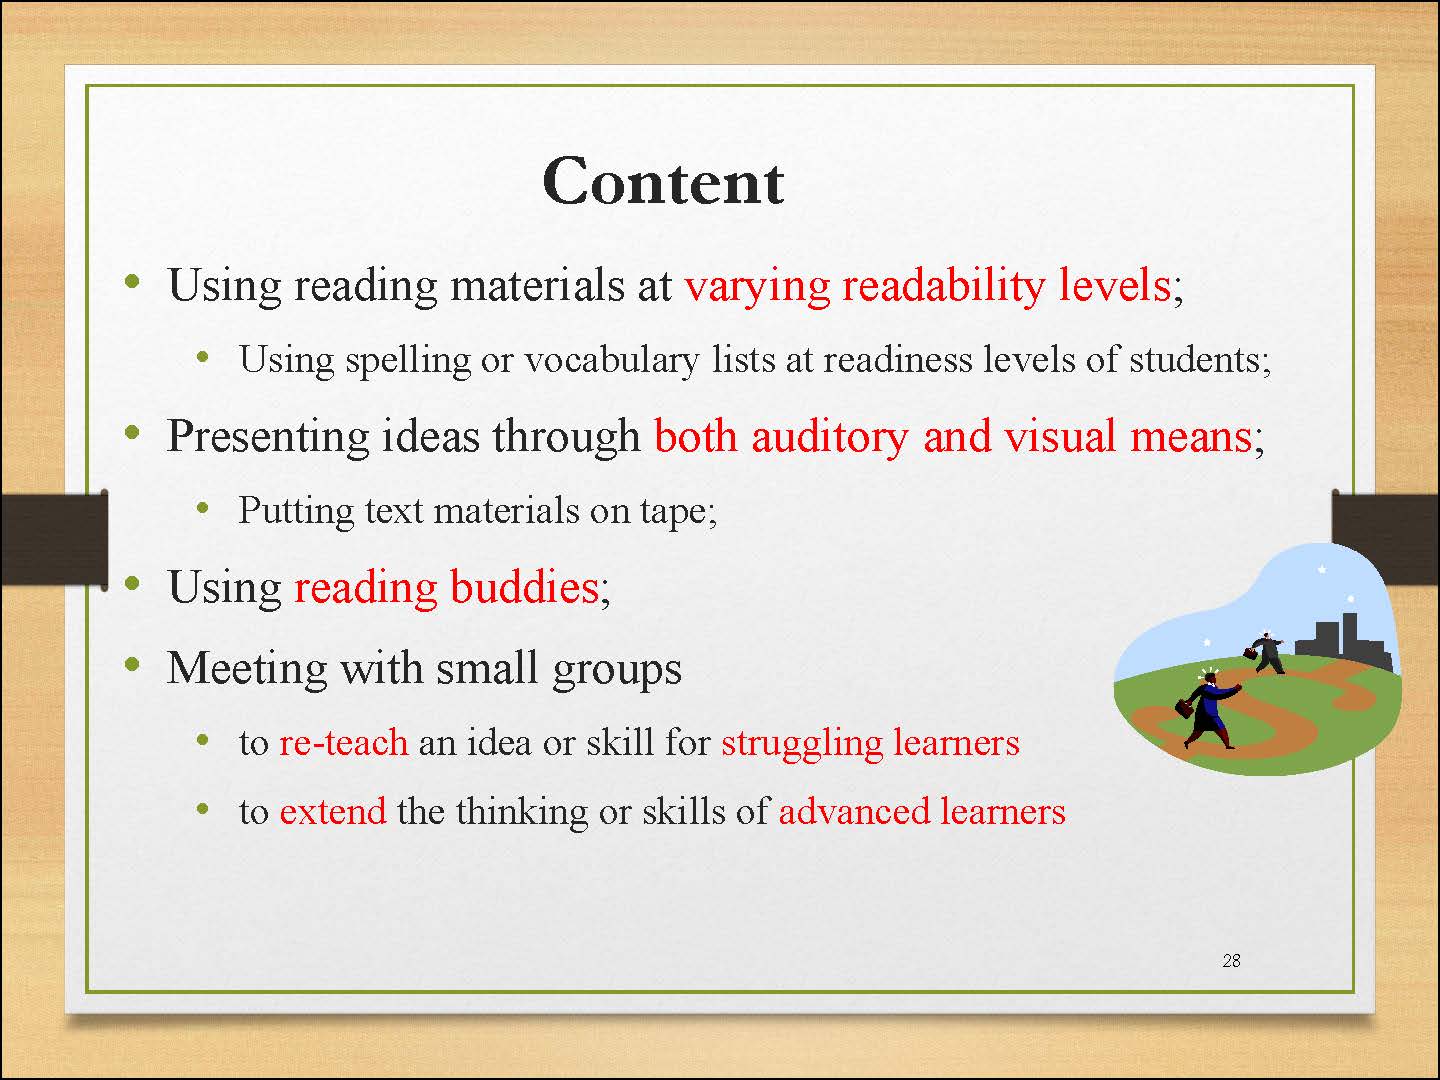 Content
• Using reading materials at varying readability levels;
• Using spelling or vocabulary lists at readiness levels of students;
• Presenting ideas through both auditory and visual means;
• Putting text materials on tape;
• Using reading buddies;
• Meeting with small groups
• to re-teach an idea or skill for struggling learners
• to extend the thinking or skills of advanced learners
28